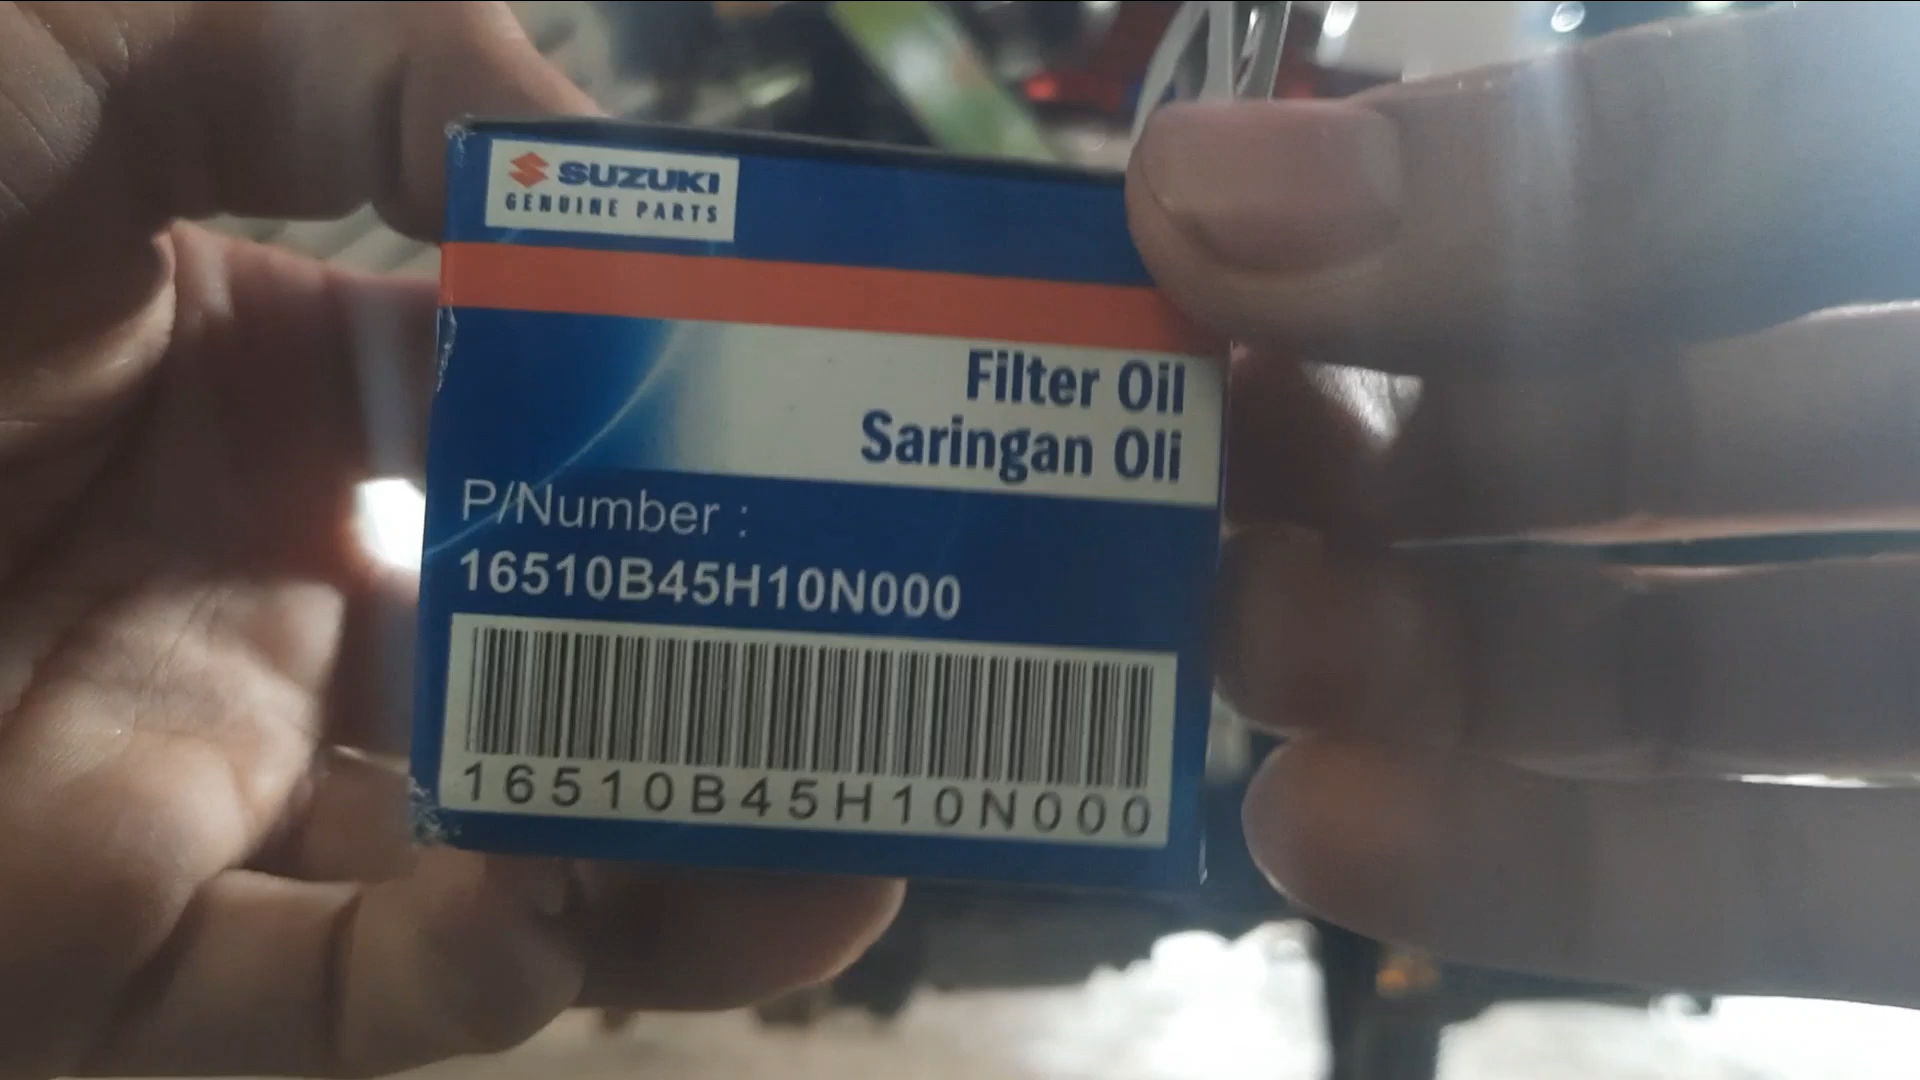 SUZUKI
GENUINE PARTS
Filter Oil
Saringan Oli
P/Number :
16510B45H10N000
16510B45H10N000